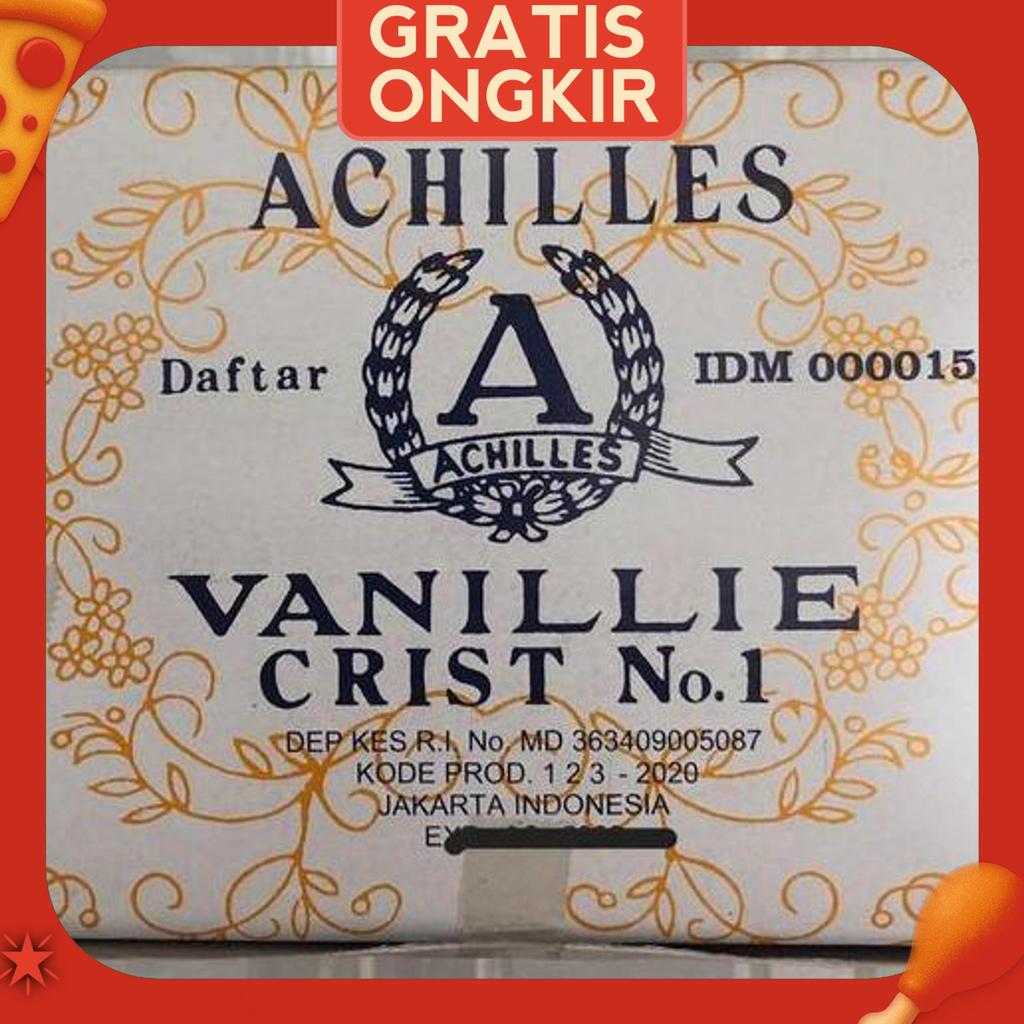 GRATIS
ONGKIR
ACHILLES
A
Daftar
IDM 000015
ACHILLES
VANILLIE
CRIST No.1
DEP KES R.I. No. MD 363409005087
KODE PROD. 1 2 3 - 2020
JAKARTA INDONESIA